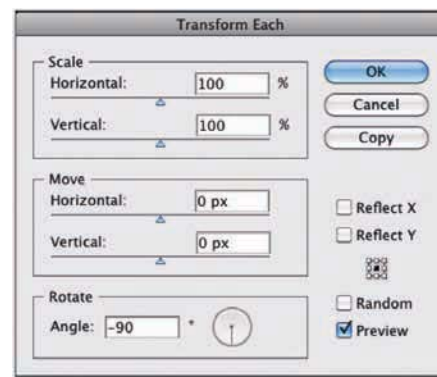 Transform Each
Scale
Horizontal: 100 %
Vertical: 100 %
Move
Horizontal: 0 px
Vertical: 0 px
Rotate
Angle: -90 °
OK
Cancel
Copy
Reflect X
Reflect Y
Random
Preview